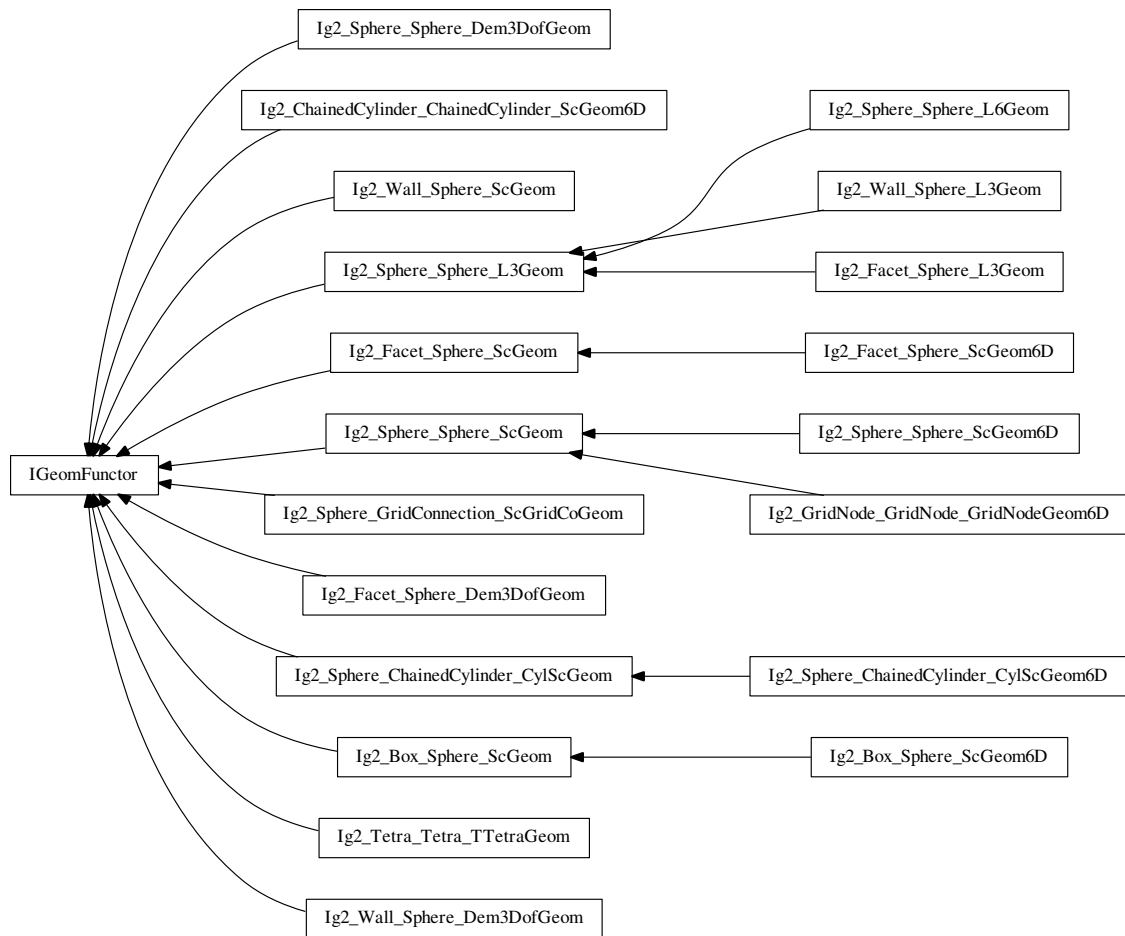 Ig2_Sphere_Sphere_Dem3DofGeom
Ig2_ChainedCylinder_ChainedCylinder_ScGeom6D
Ig2_Sphere_Sphere_L6Geom
Ig2_Wall_Sphere_ScGeom
Ig2_Wall_Sphere_L3Geom
Ig2_Sphere_Sphere_L3Geom
Ig2_Facet_Sphere_L3Geom
Ig2_Facet_Sphere_ScGeom
Ig2_Facet_Sphere_ScGeom6D
Ig2_Sphere_Sphere_ScGeom
Ig2_Sphere_Sphere_ScGeom6D
IGeomFunctor
Ig2_Sphere_GridConnection_ScGridCoGeom
Ig2_GridNode_GridNode_GridNodeGeom6D
Ig2_Facet_Sphere_Dem3DofGeom
Ig2_Sphere_ChainedCylinder_CylScGeom
Ig2_Sphere_ChainedCylinder_CylScGeom6D
Ig2_Box_Sphere_ScGeom
Ig2_Box_Sphere_ScGeom6D
Ig2_Tetra_Tetra_TTetraGeom
Ig2_Wall_Sphere_Dem3DofGeom